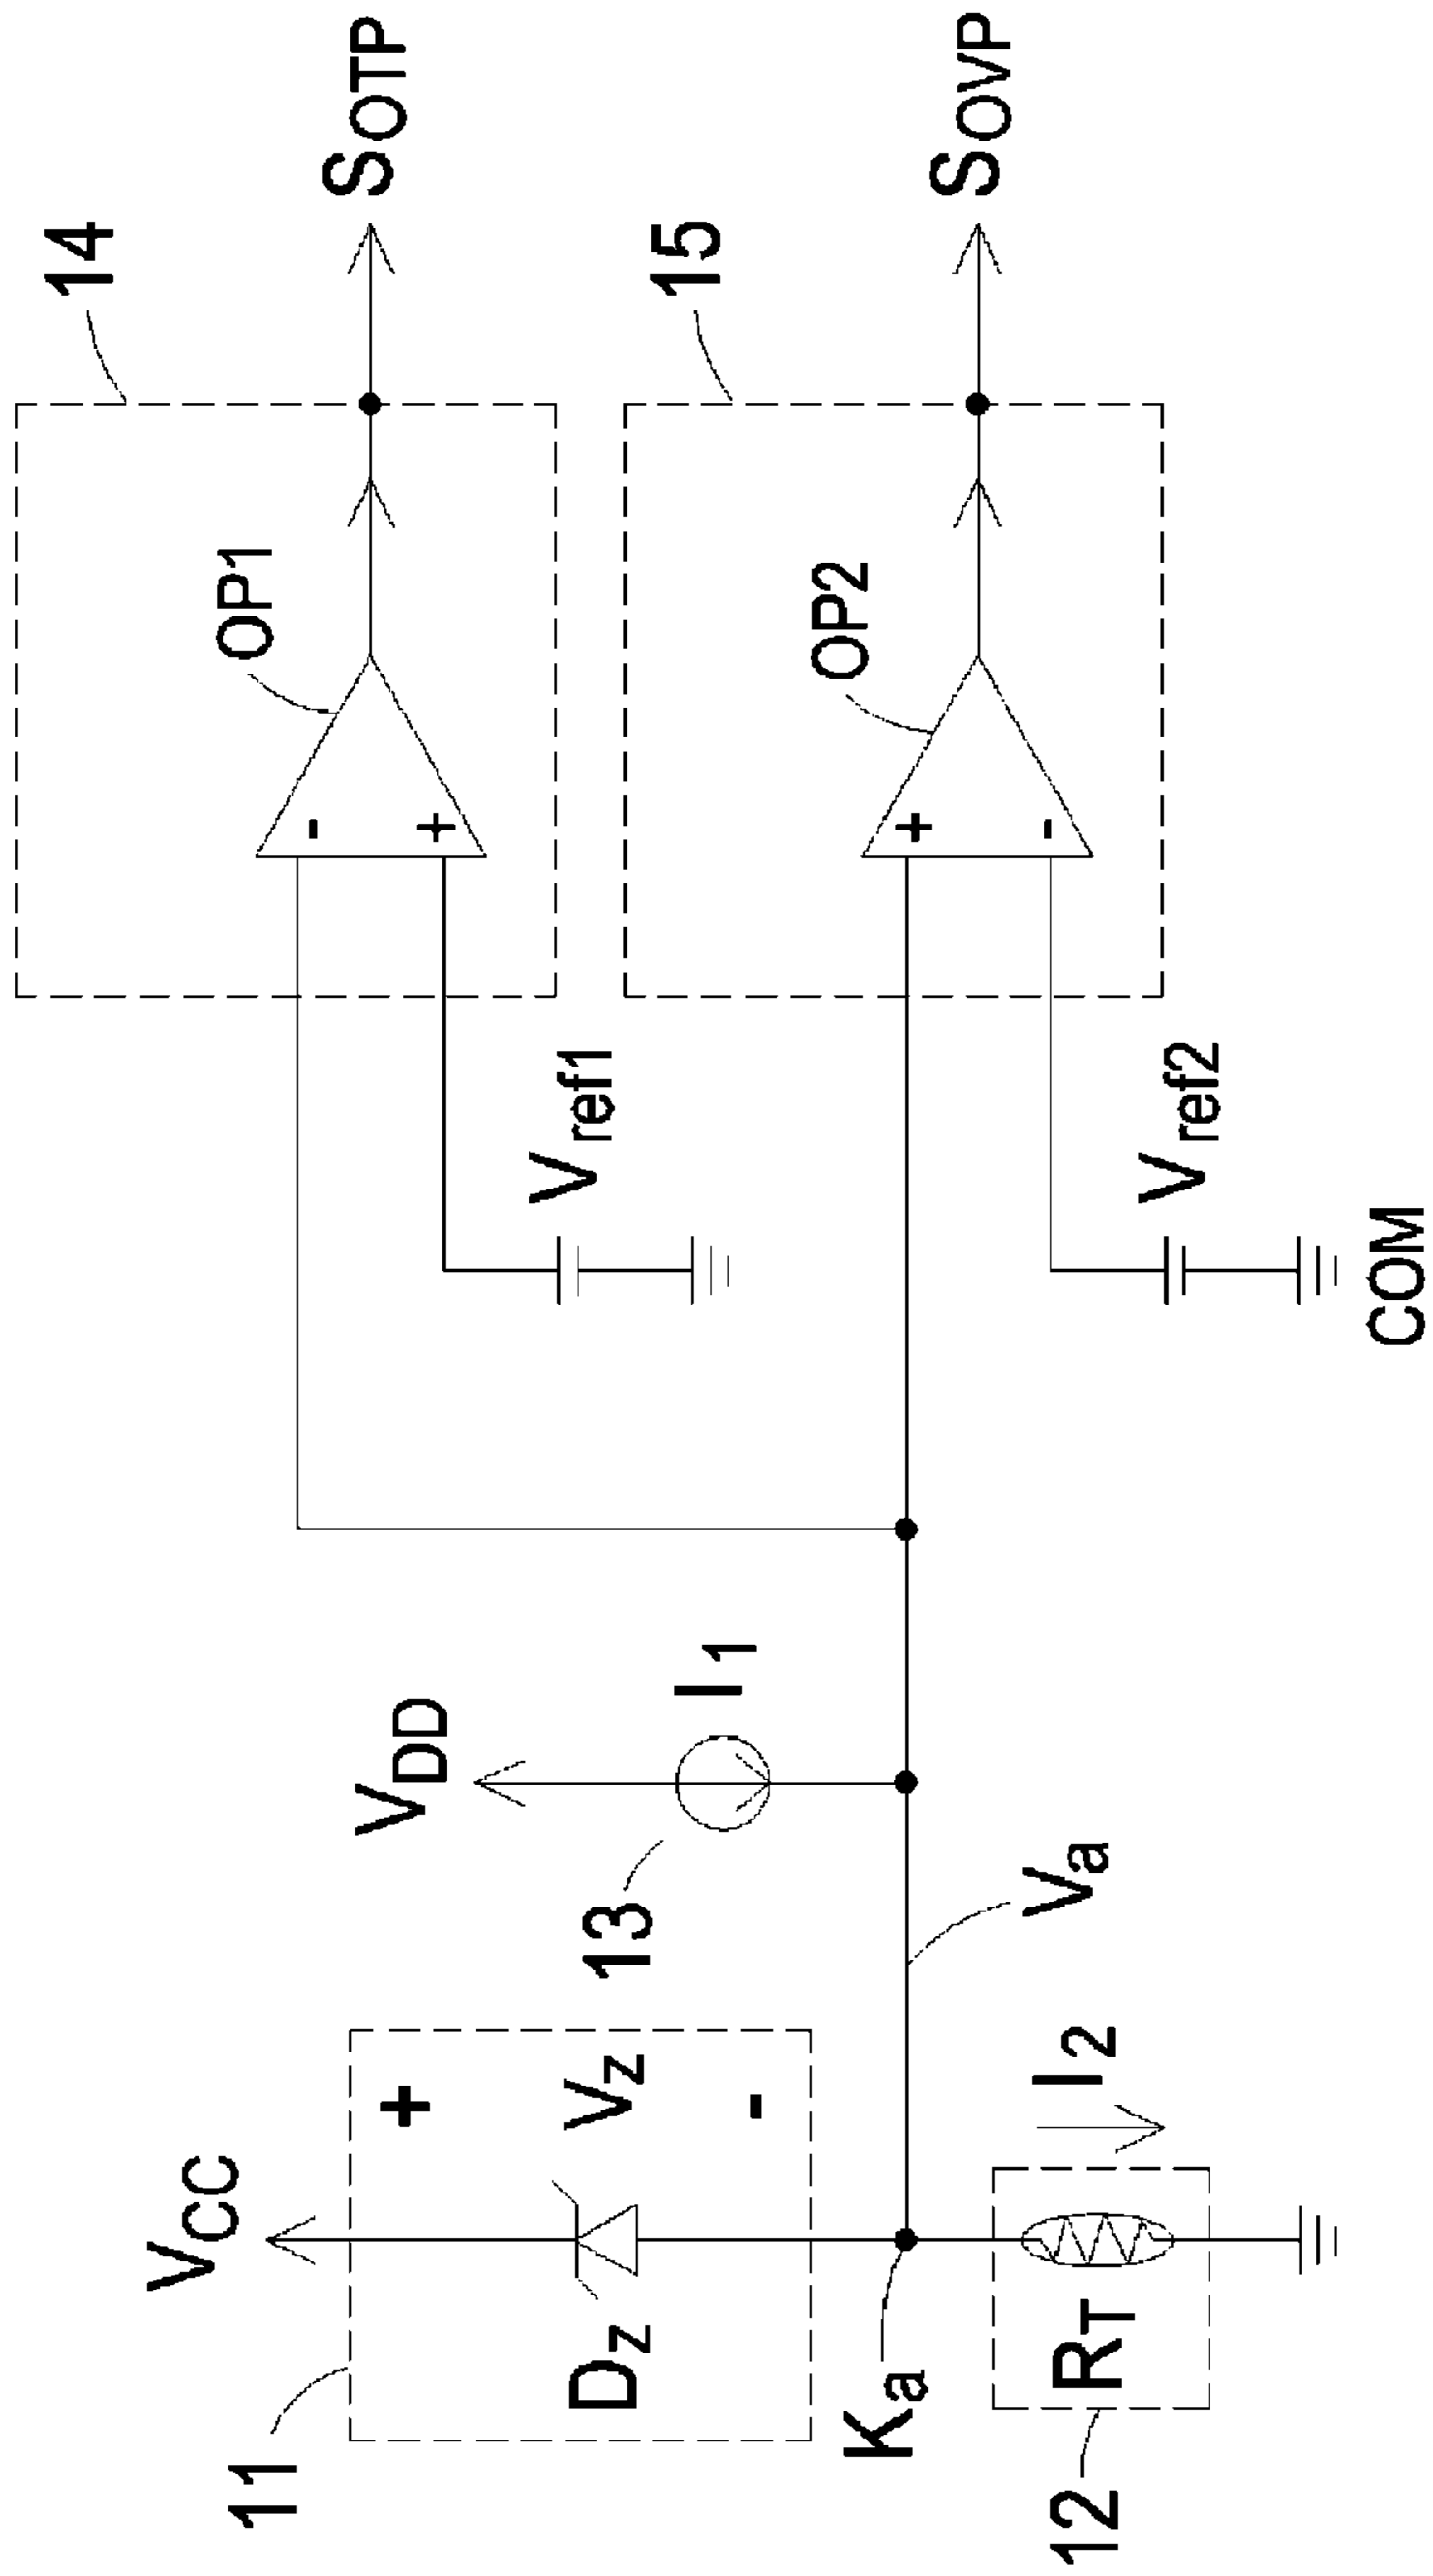 VCC
11
+
DZ
VZ
-
Ka
12
RT
I2
Va
VDD
13
I1
14
OP1
-
+
Vref1
SOTP
15
OP2
+
-
Vref2
COM
SOVP